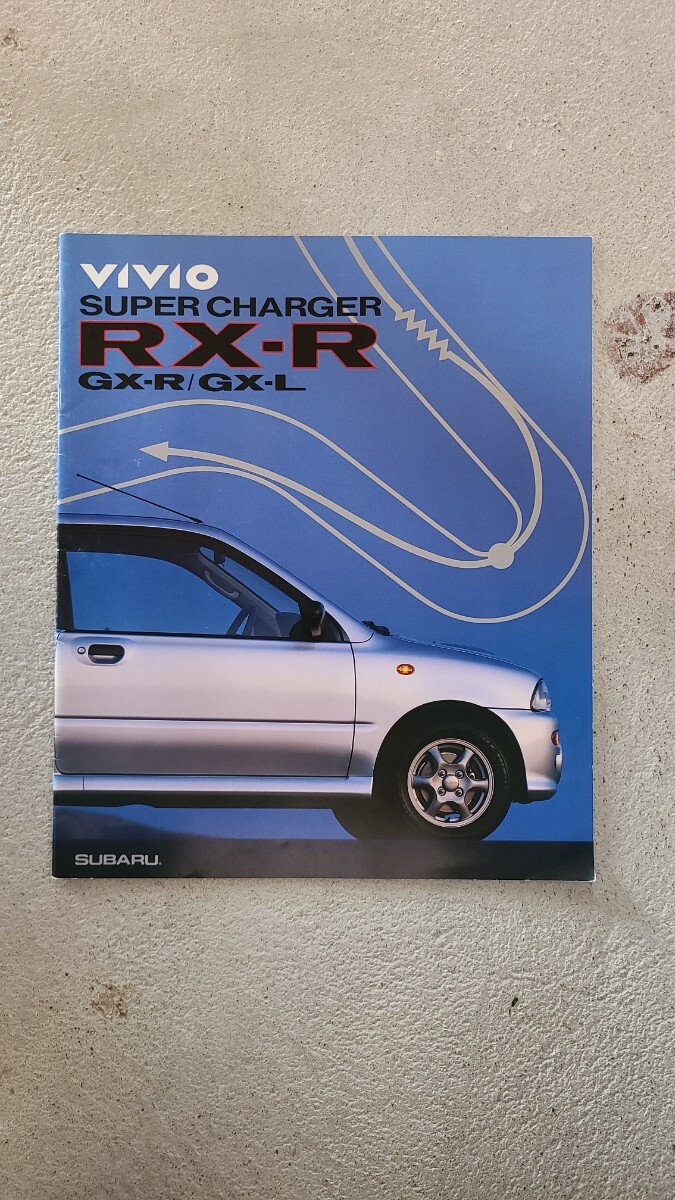 VIVIO
SUPER CHARGER
RX-R
GX-R/GX-L
SUBARU.